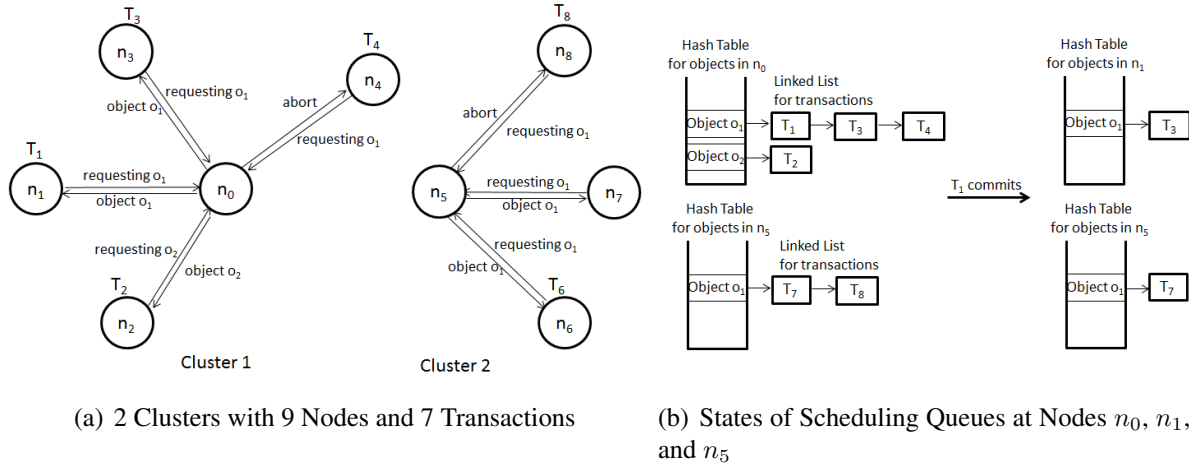 T₃
n₃
requesting o₁
object o₁
T₄
n₄
abort
requesting o₁
T₁
n₁
requesting o₁
object o₁
n₀
requesting o₂
object o₂
T₂
n₂
Cluster 1
T₈
n₈
abort
requesting o₁
n₅
requesting o₁
object o₁
n₇
requesting o₁
object o₁
T₆
n₆
Cluster 2
Hash Table
for objects in n₀
Linked List
for transactions
Object o₁
T₁
T₃
T₄
Object o₂
T₂
Hash Table
for objects in n₅
Linked List
for transactions
Object o₁
T₇
T₈
T₁ commits
Hash Table
for objects in n₁
Object o₁
T₃
Hash Table
for objects in n₅
Object o₁
T₇
(a) 2 Clusters with 9 Nodes and 7 Transactions
(b) States of Scheduling Queues at Nodes n₀, n₁,
and n₅